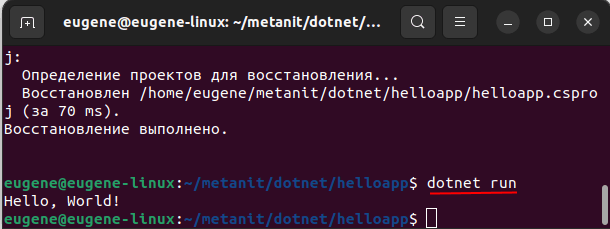 eugene@eugene-linux: ~/metanit/dotnet/...
j:
  Определение проектов для восстановления...
  Восстановлен /home/eugene/metanit/dotnet/helloapp/helloapp.cspro
j (за 70 ms).
Восстановление выполнено.
eugene@eugene-linux:~/metanit/dotnet/helloapp$ dotnet run
Hello, World!
eugene@eugene-linux:~/metanit/dotnet/helloapp$